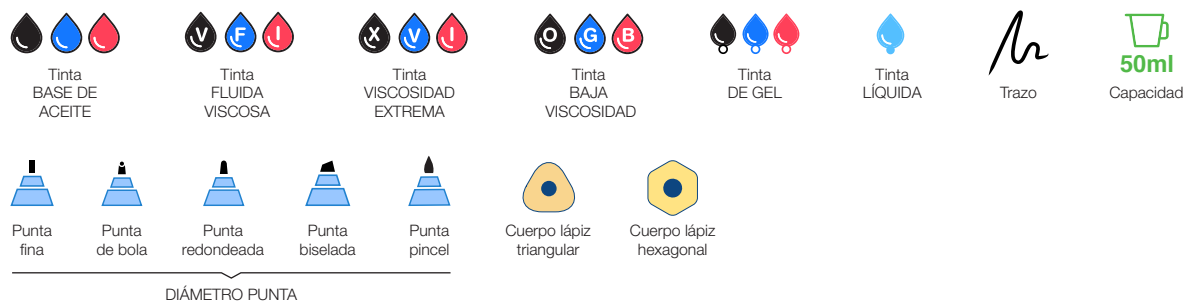 V F I
X V I
O G B
50ml
Tinta
BASE DE
ACEITE
Tinta
FLUIDA
VISCOSA
Tinta
VISCOSIDAD
EXTREMA
Tinta
BAJA
VISCOSIDAD
Tinta
DE GEL
Tinta
LÍQUIDA
Trazo
Capacidad
Punta
fina
Punta
de bola
Punta
redondeada
Punta
biselada
Punta
pincel
Cuerpo lápiz
triangular
Cuerpo lápiz
hexagonal
DIÁMETRO PUNTA